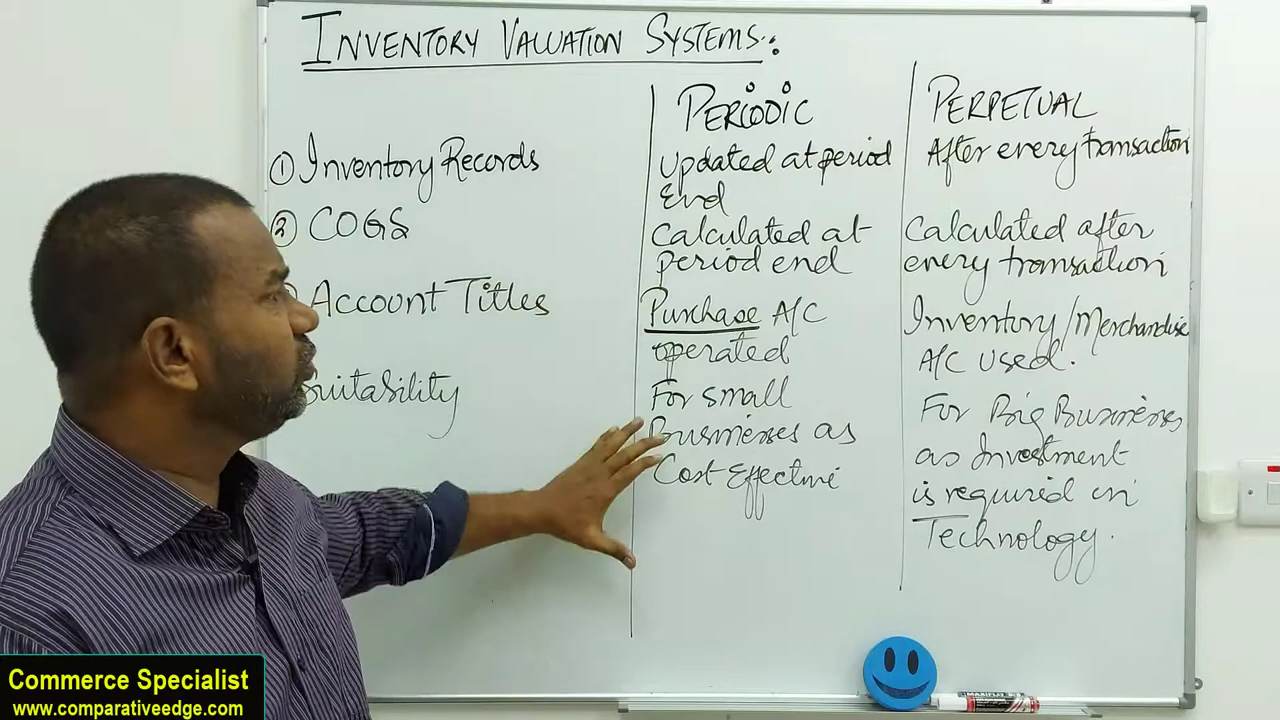 INVENTORY VALUATION SYSTEMS:
PERIODIC
PERPETUAL
① Inventory Records
Updated at period
End
After every transaction
② COGS
Calculated at
period end
Calculated after
every transaction
Account Titles
Purchase A/C
operated
Inventory/Merchandise
A/C used.
Suitability
For small
Businesses as
Cost Effective
For Big Businesses
as Investment
is required in
Technology.
Commerce Specialist
www.comparativeedge.com